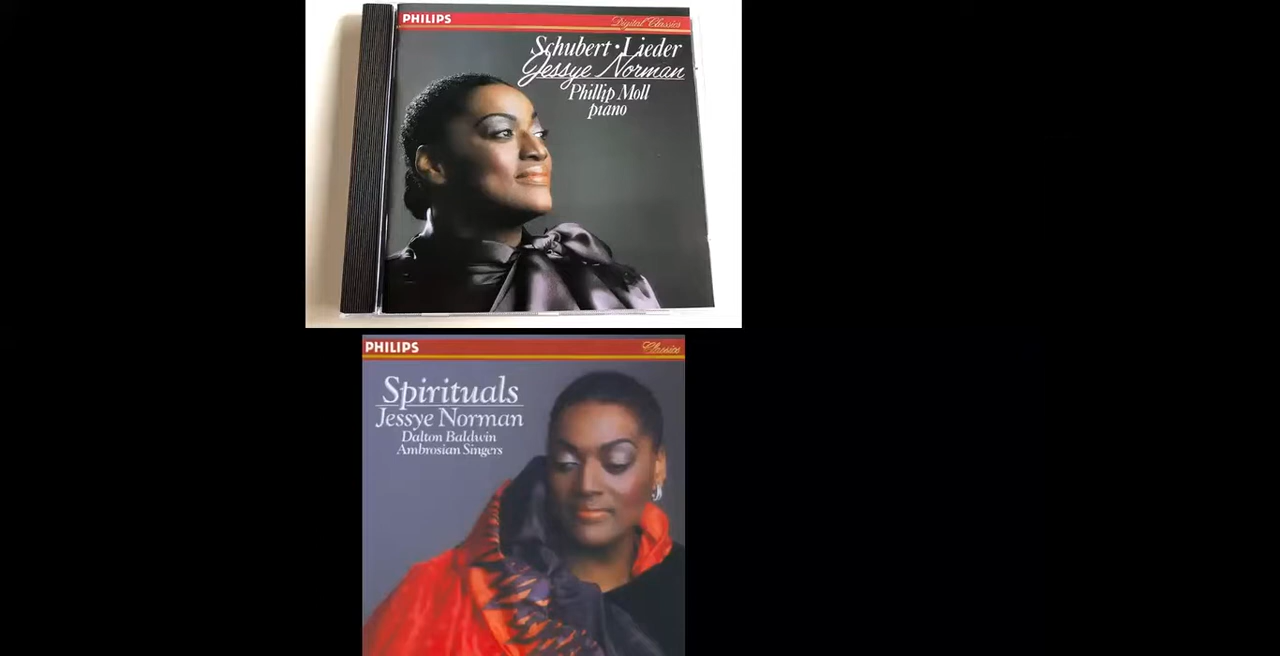 PHILIPS
Digital Classics
Schubert · Lieder
Jessye Norman
Phillip Moll
piano
PHILIPS
Classics
Spirituals
Jessye Norman
Dalton Baldwin
Ambrosian Singers